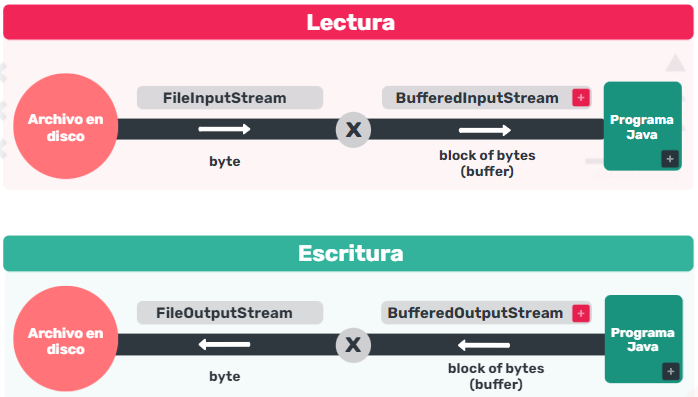 Lectura
FileInputStream
BufferedInputStream +
Archivo en
disco
X
Programa
Java
+
byte
block of bytes
(buffer)
Escritura
FileOutputStream
BufferedOutputStream +
Archivo en
disco
X
Programa
Java
+
byte
block of bytes
(buffer)